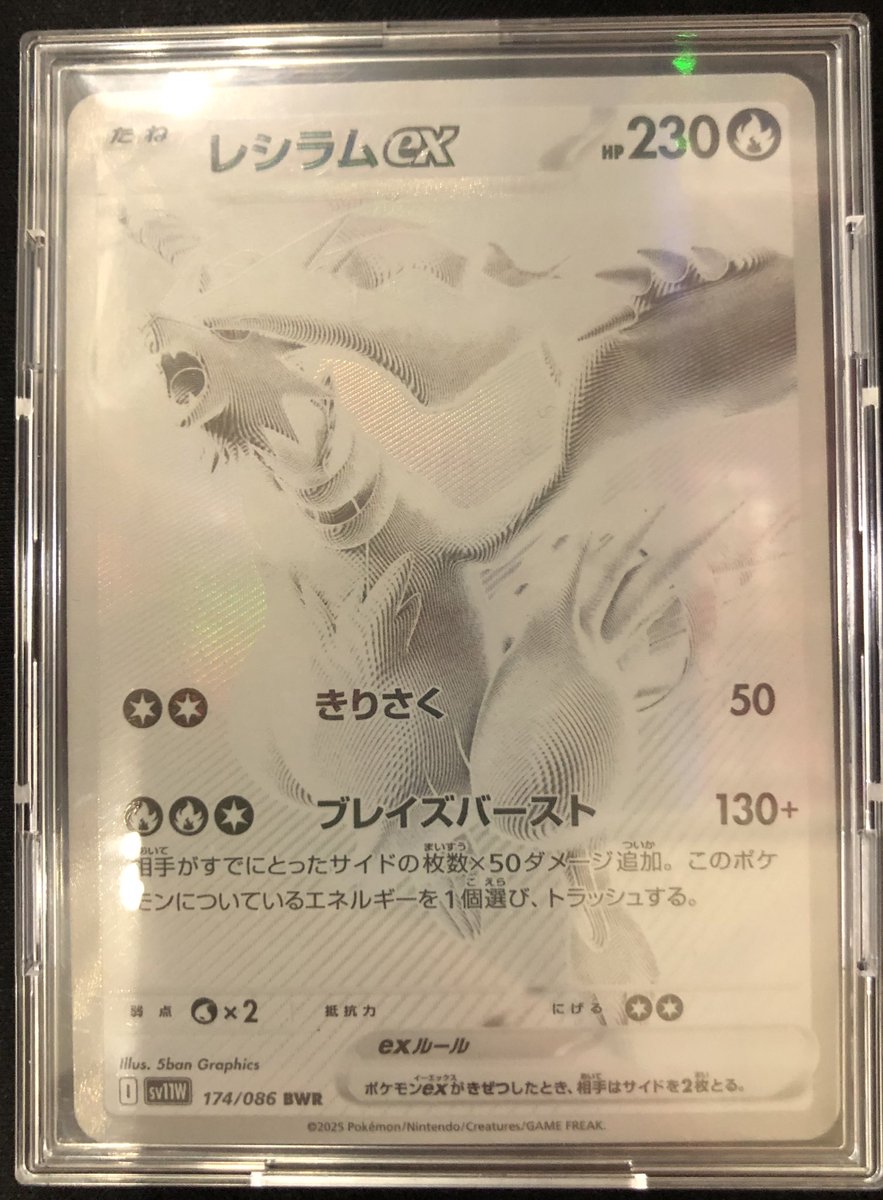 たね レシラムex HP 230
きりさく 50
ブレイズバースト 130+
相手がすでにとったサイドの枚数×50ダメージ追加。このポケ
モンについているエネルギーを1個選び、トラッシュする。
弱点 ×2 抵抗力 にげる
exルール
Illus. 5ban Graphics
ポケモンexがきぜつしたとき、相手はサイドを2枚とる。
I SV11W 174/086 BWR
©2025 Pokémon/Nintendo/Creatures/GAME FREAK.